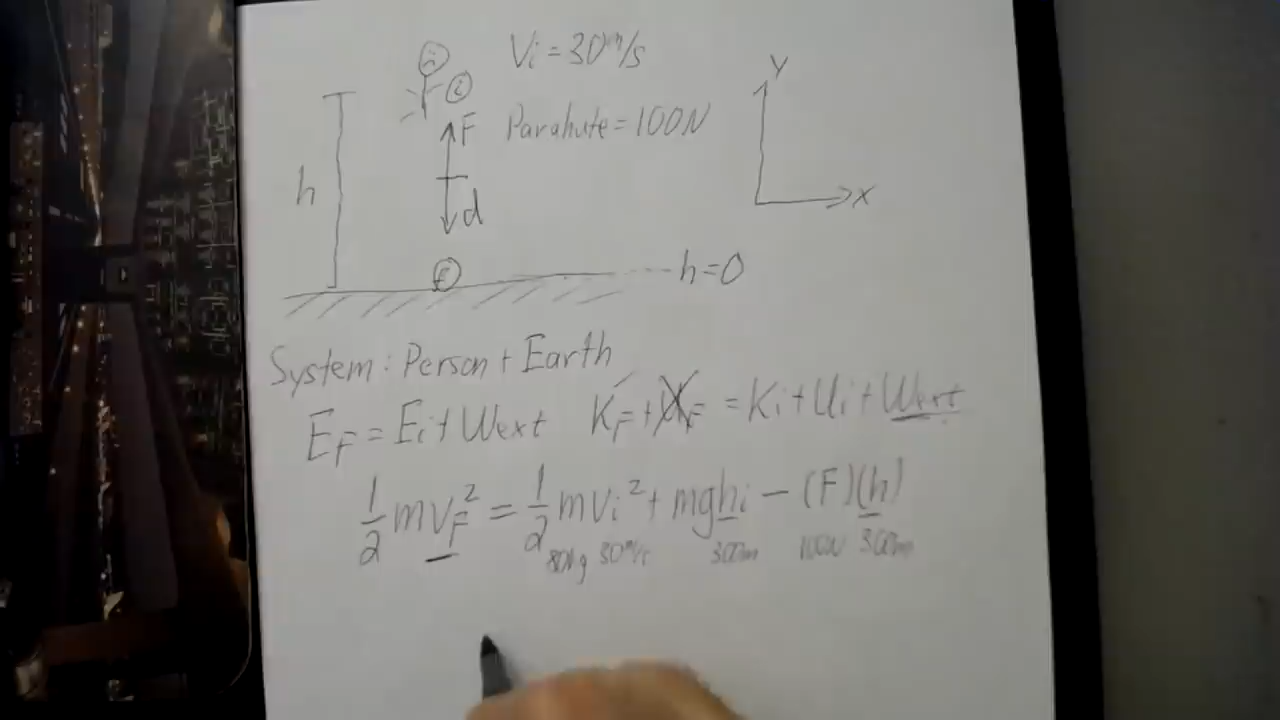 Vi = 30 m/s
Parahute = 100N
Y
X
h
i
F
d
f
h=0
System: Person + Earth
EF = Ei + Wext KF + UF = Ki + Ui + Wext
1/2 mvF² = 1/2 mvi² + mghi − (F)(h)
80kg 30m/s 300m 100N 300m